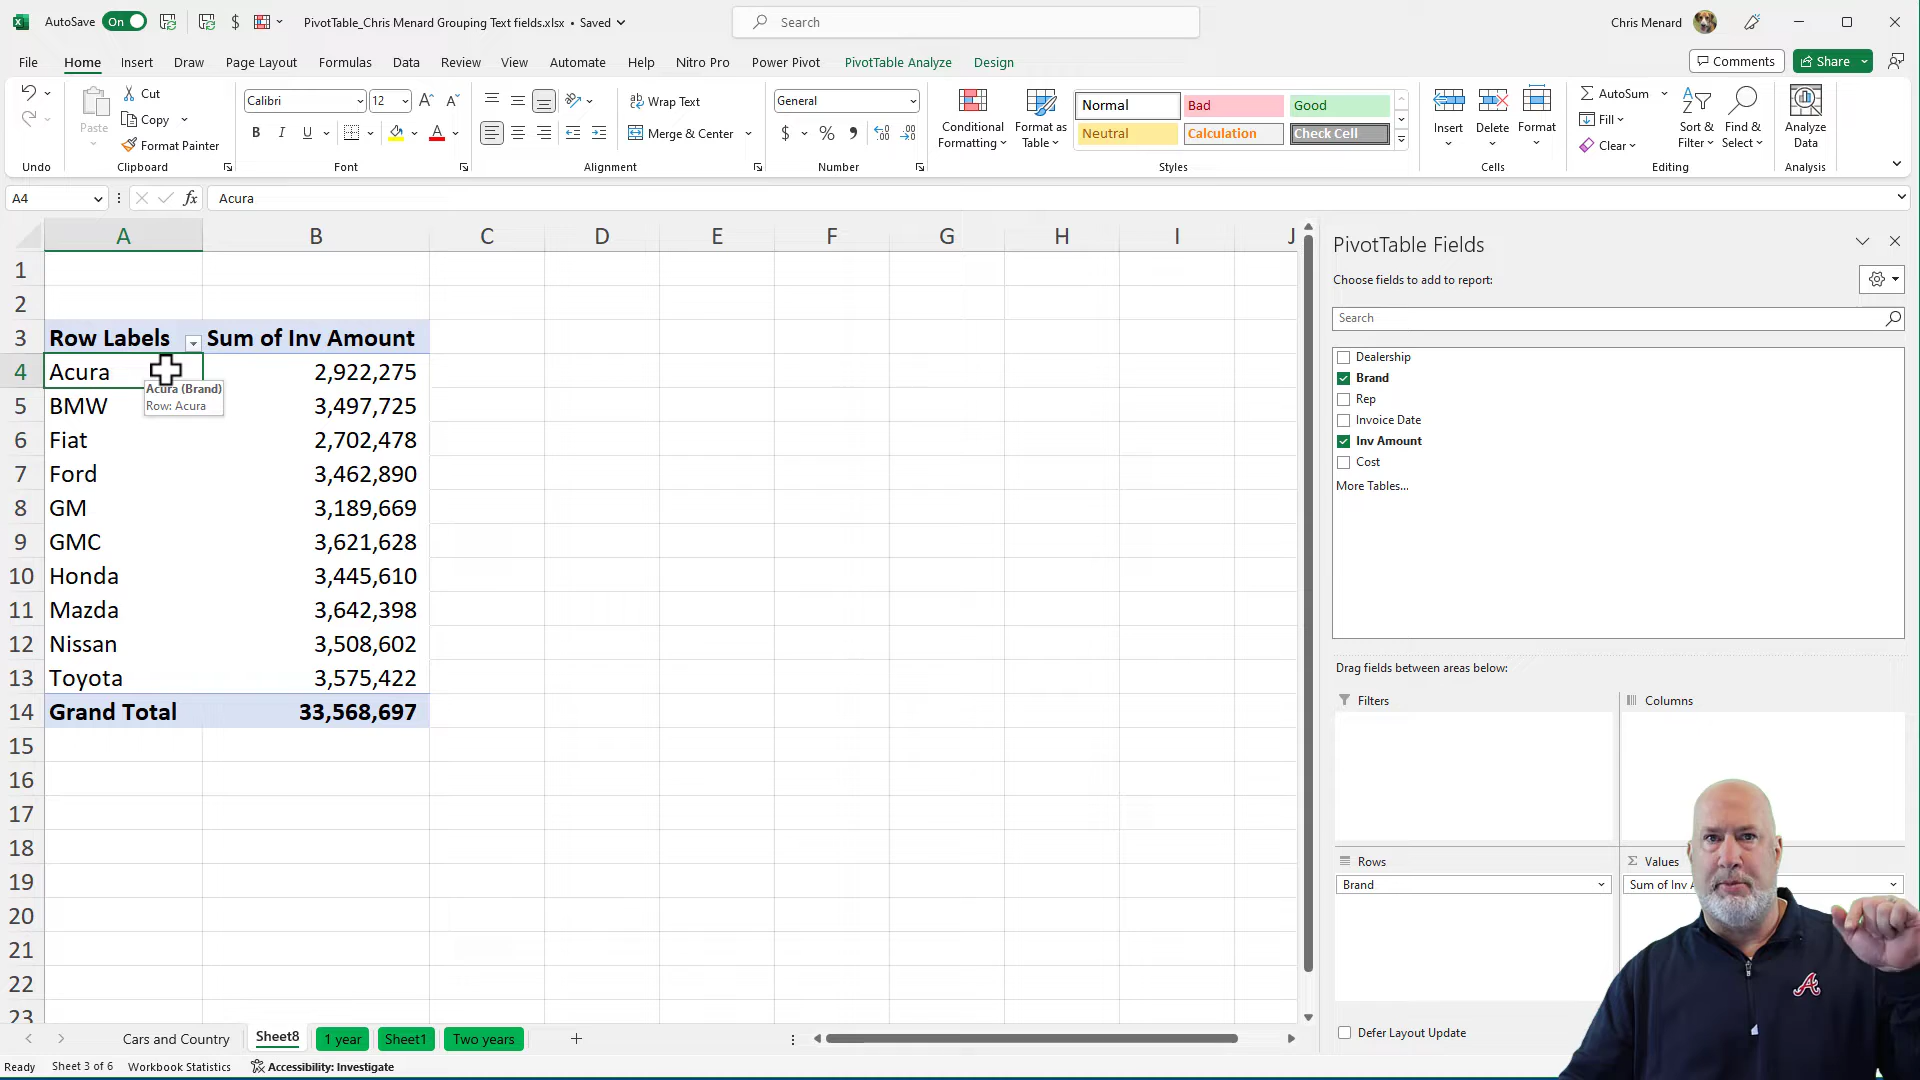 AutoSave On PivotTable_Chris Menard Grouping Text fields.xlsx • Saved Search Chris Menard
File Home Insert Draw Page Layout Formulas Data Review View Automate Help Nitro Pro Power Pivot PivotTable Analyze Design Comments Share
Paste Cut Copy Format Painter
Calibri 12
Wrap Text
Merge & Center
General
Conditional Formatting Format as Table
Normal Bad Good
Neutral Calculation Check Cell
Insert Delete Format
AutoSum Fill Clear
Sort & Filter Find & Select Analyze Data
Undo Clipboard Font Alignment Number Styles Cells Editing Analysis
A4 fx Acura
A B C D E F G H I J
1
2
3 Row Labels Sum of Inv Amount
4 Acura 2,922,275
Acura (Brand)
Row: Acura
5 BMW 3,497,725
6 Fiat 2,702,478
7 Ford 3,462,890
8 GM 3,189,669
9 GMC 3,621,628
10 Honda 3,445,610
11 Mazda 3,642,398
12 Nissan 3,508,602
13 Toyota 3,575,422
14 Grand Total 33,568,697
15
16
17
18
19
20
21
22
23
PivotTable Fields
Choose fields to add to report:
Search
Dealership
Brand
Rep
Invoice Date
Inv Amount
Cost
More Tables...
Drag fields between areas below:
Filters Columns
Rows Values
Brand Sum of Inv
Defer Layout Update
Cars and Country Sheet8 1 year Sheet1 Two years
Ready Sheet 3 of 6 Workbook Statistics Accessibility: Investigate